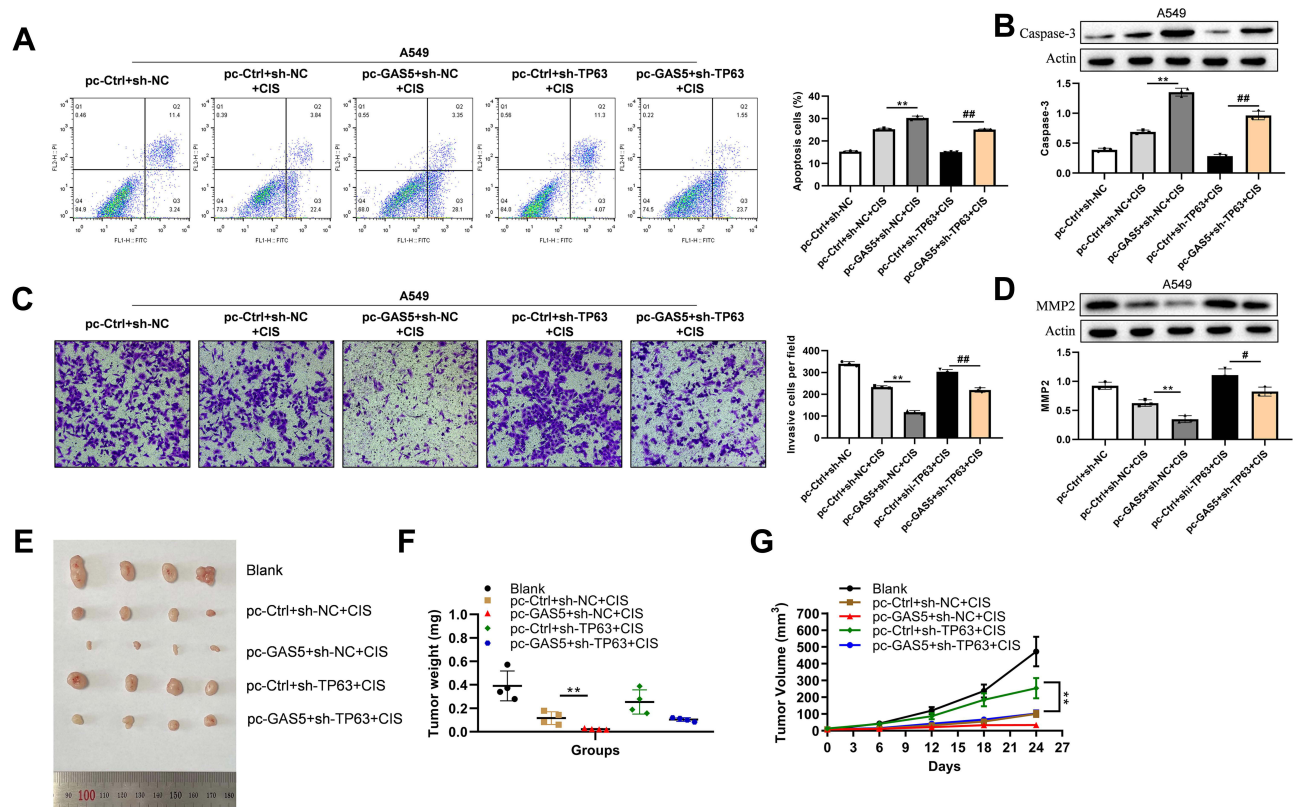 A
A549
pc-Ctrl+sh-NC
pc-Ctrl+sh-NC
+CIS
pc-GAS5+sh-NC
+CIS
pc-Ctrl+sh-TP63
+CIS
pc-GAS5+sh-TP63
+CIS
Q1
0.46
Q2
11.4
Q4
84.9
Q3
3.24
FL2-H :: PI
FL1-H :: FITC
Q1
0.39
Q2
3.84
Q4
73.3
Q3
22.4
FL2-H :: PI
FL1-H :: FITC
Q1
0.55
Q2
3.35
Q4
68.0
Q3
28.1
FL2-H :: PI
FL1-H :: FITC
Q1
0.56
Q2
11.3
Q4
84.0
Q3
4.07
FL2-H :: PI
FL1-H :: FITC
Q1
0.22
Q2
1.55
Q4
74.5
Q3
23.7
FL2-H :: PI
FL1-H :: FITC
Apoptosis cells (%)
40
30
20
10
0
**
##
pc-Ctrl+sh-NC
pc-Ctrl+sh-NC+CIS
pc-GAS5+sh-NC+CIS
pc-Ctrl+sh-TP63+CIS
pc-GAS5+sh-TP63+CIS
B
A549
Caspase-3
Actin
Caspase-3
1.5
1.0
0.5
0.0
**
##
pc-Ctrl+sh-NC
pc-Ctrl+sh-NC+CIS
pc-GAS5+sh-NC+CIS
pc-Ctrl+sh-TP63+CIS
pc-GAS5+sh-TP63+CIS
C
A549
pc-Ctrl+sh-NC
pc-Ctrl+sh-NC
+CIS
pc-GAS5+sh-NC
+CIS
pc-Ctrl+sh-TP63
+CIS
pc-GAS5+sh-TP63
+CIS
Invasive cells per field
400
300
200
100
0
**
##
pc-Ctrl+sh-NC
pc-Ctrl+sh-NC+CIS
pc-GAS5+sh-NC+CIS
pc-Ctrl+shi-TP63+CIS
pc-GAS5+sh-TP63+CIS
D
A549
MMP2
Actin
MMP2
1.5
1.0
0.5
0.0
**
#
pc-Ctrl+sh-NC
pc-Ctrl+sh-NC+CIS
pc-GAS5+sh-NC+CIS
pc-Ctrl+shi-TP63+CIS
pc-GAS5+sh-TP63+CIS
E
Blank
pc-Ctrl+sh-NC+CIS
pc-GAS5+sh-NC+CIS
pc-Ctrl+sh-TP63+CIS
pc-GAS5+sh-TP63+CIS
90 100 110 120 130 140 150 160 170 180
F
Blank
pc-Ctrl+sh-NC+CIS
pc-GAS5+sh-NC+CIS
pc-Ctrl+sh-TP63+CIS
pc-GAS5+sh-TP63+CIS
Tumor weight (mg)
1.0
0.8
0.6
0.4
0.2
0.0
**
Groups
G
Blank
pc-Ctrl+sh-NC+CIS
pc-GAS5+sh-NC+CIS
pc-Ctrl+sh-TP63+CIS
pc-GAS5+sh-TP63+CIS
Tumor Volume (mm³)
700
600
500
400
300
200
100
0
**
0 3 6 9 12 15 18 21 24 27
Days